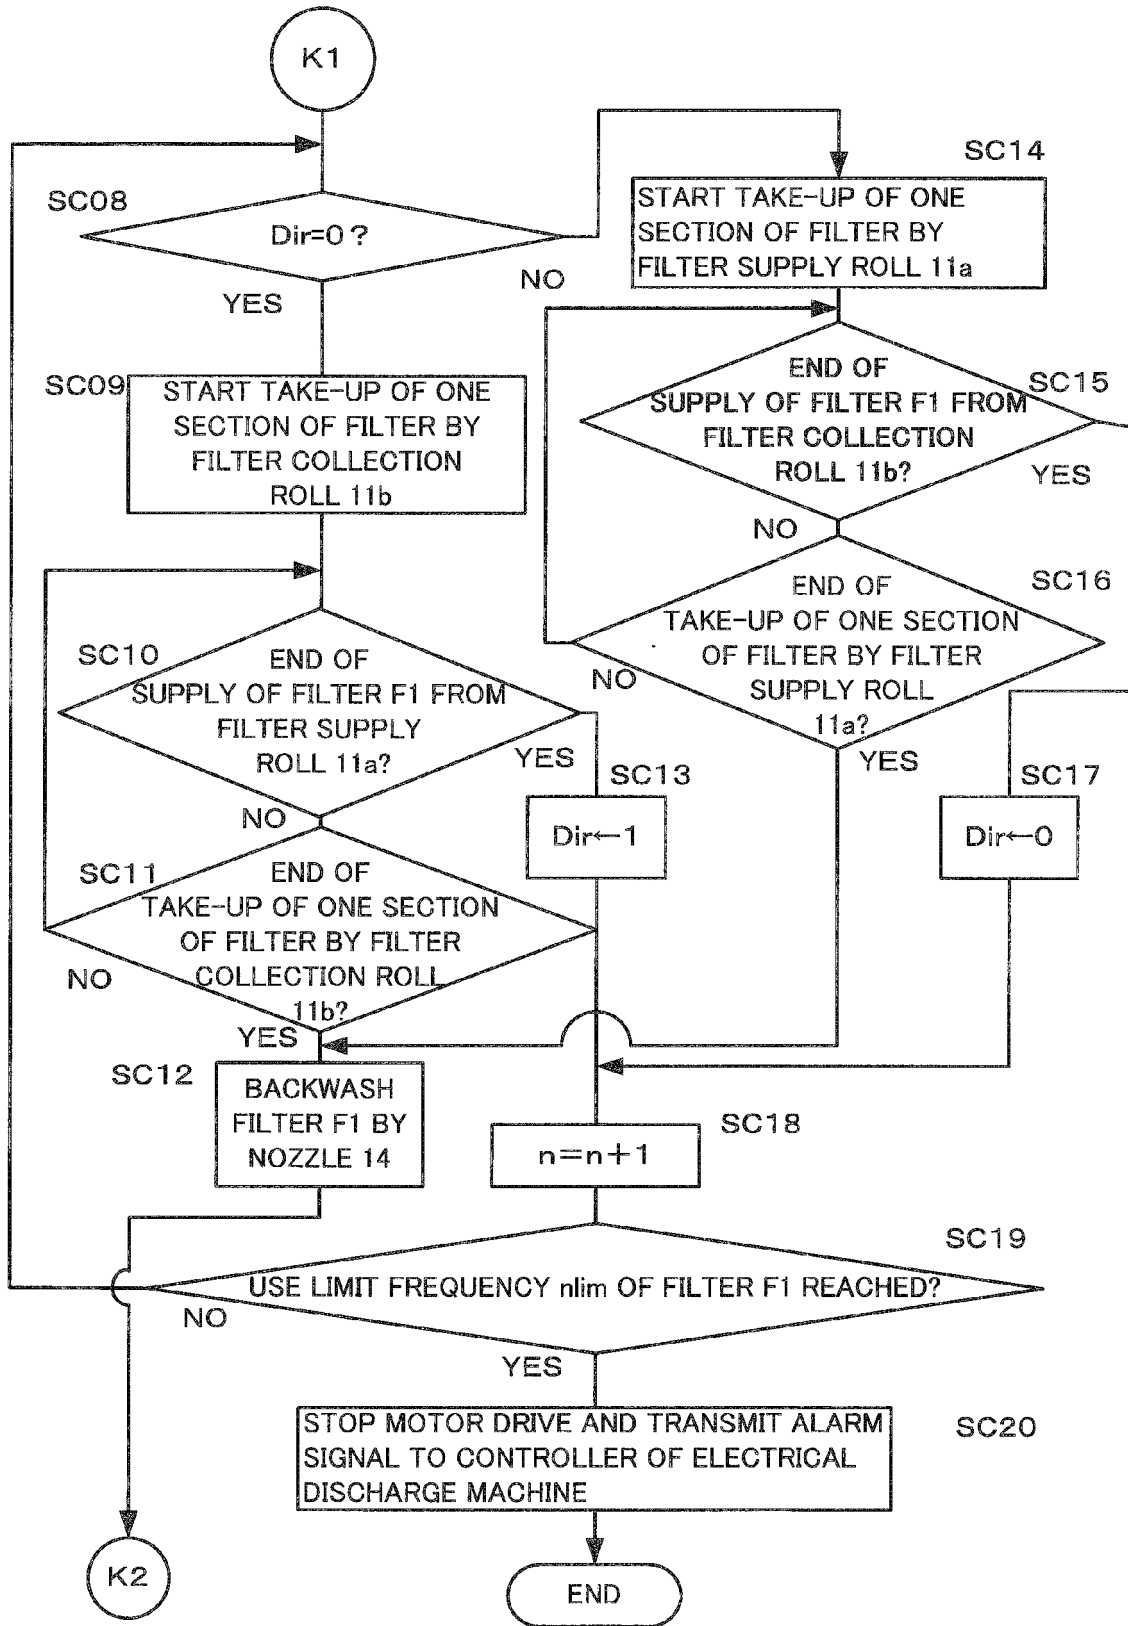 K1
SC08
Dir=0?
NO
YES
SC14
START TAKE-UP OF ONE
SECTION OF FILTER BY
FILTER SUPPLY ROLL 11a
SC09
START TAKE-UP OF ONE
SECTION OF FILTER BY
FILTER COLLECTION
ROLL 11b
END OF
SUPPLY OF FILTER F1 FROM
FILTER COLLECTION
ROLL 11b?
SC15
YES
NO
SC16
END OF
TAKE-UP OF ONE SECTION
OF FILTER BY FILTER
SUPPLY ROLL
11a?
NO
YES
SC10
END OF
SUPPLY OF FILTER F1 FROM
FILTER SUPPLY
ROLL 11a?
YES
NO
SC13
Dir←1
SC17
Dir←0
SC11
END OF
TAKE-UP OF ONE SECTION
OF FILTER BY FILTER
COLLECTION ROLL
11b?
NO
YES
SC12
BACKWASH
FILTER F1 BY
NOZZLE 14
SC18
n=n+1
SC19
USE LIMIT FREQUENCY nlim OF FILTER F1 REACHED?
NO
YES
STOP MOTOR DRIVE AND TRANSMIT ALARM
SIGNAL TO CONTROLLER OF ELECTRICAL
DISCHARGE MACHINE
SC20
K2
END